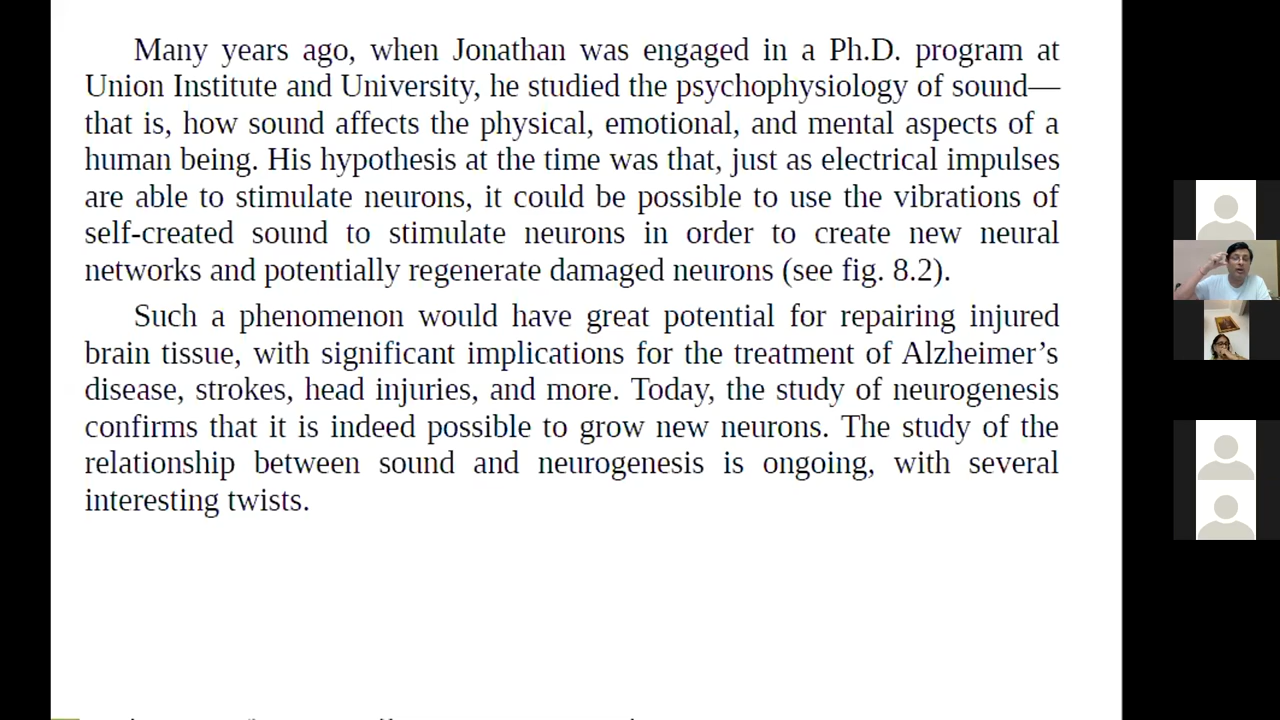 Many years ago, when Jonathan was engaged in a Ph.D. program at
Union Institute and University, he studied the psychophysiology of sound—
that is, how sound affects the physical, emotional, and mental aspects of a
human being. His hypothesis at the time was that, just as electrical impulses
are able to stimulate neurons, it could be possible to use the vibrations of
self-created sound to stimulate neurons in order to create new neural
networks and potentially regenerate damaged neurons (see fig. 8.2).
Such a phenomenon would have great potential for repairing injured
brain tissue, with significant implications for the treatment of Alzheimer’s
disease, strokes, head injuries, and more. Today, the study of neurogenesis
confirms that it is indeed possible to grow new neurons. The study of the
relationship between sound and neurogenesis is ongoing, with several
interesting twists.